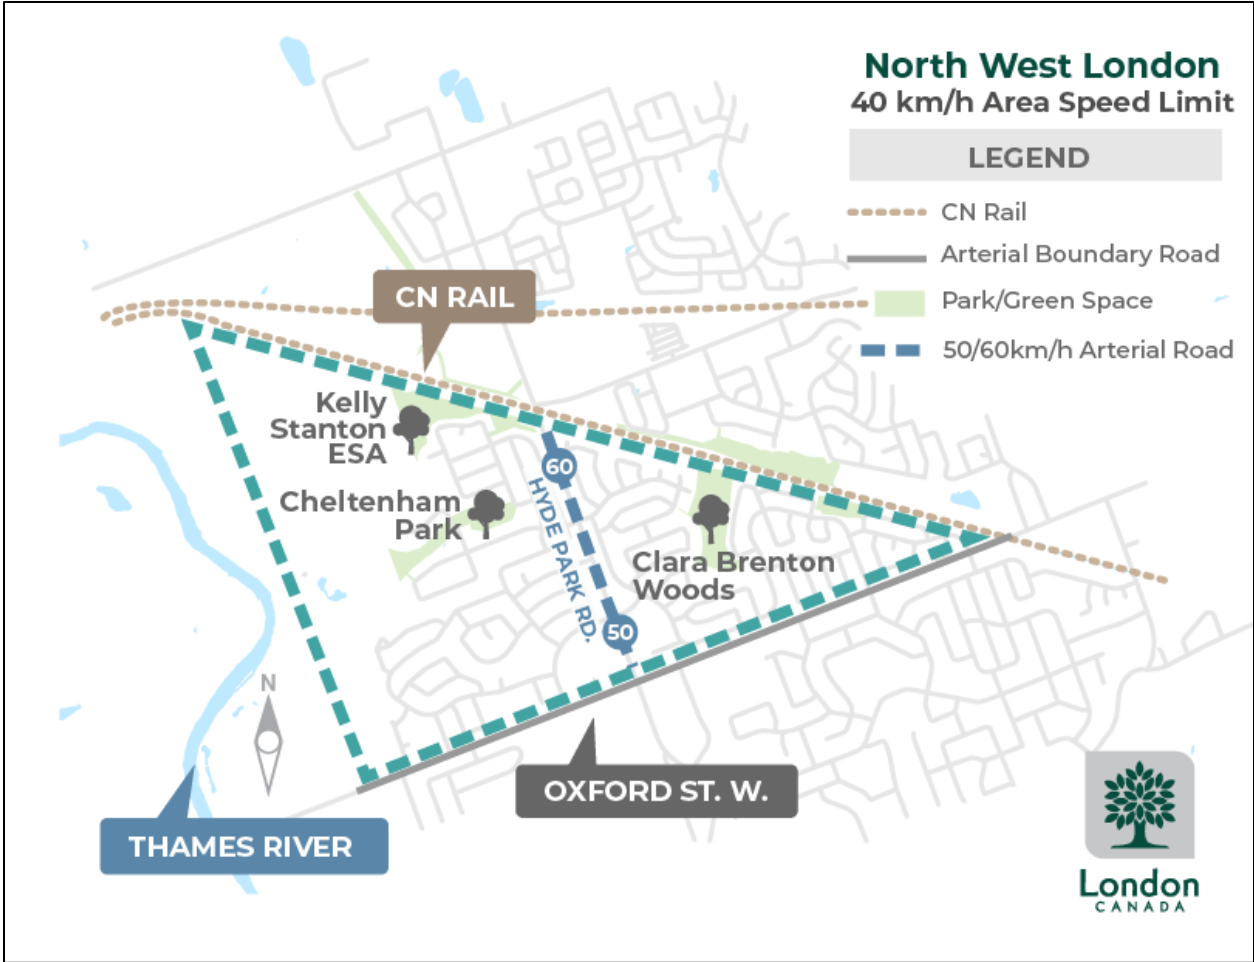 North West London
40 km/h Area Speed Limit
LEGEND
CN Rail
Arterial Boundary Road
Park/Green Space
50/60km/h Arterial Road
CN RAIL
Kelly
Stanton
ESA
Cheltenham
Park
60
HYDE PARK RD.
50
Clara Brenton
Woods
N
OXFORD ST. W.
THAMES RIVER
London
CANADA